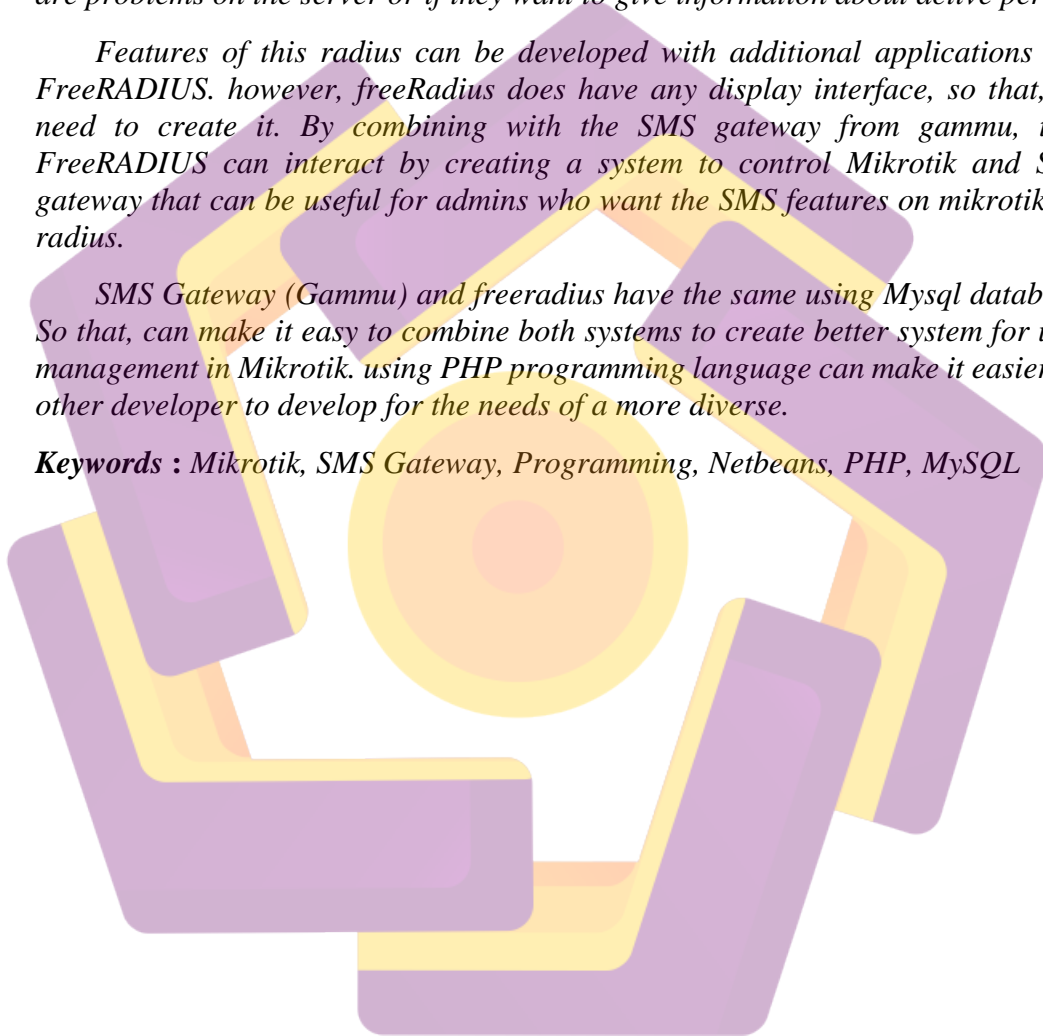 are problems on the server or if they want to give information about active per
Features of this radius can be developed with additional applications
FreeRADIUS. however, freeRadius does have any display interface, so that,
need to create it. By combining with the SMS gateway from gammu,
FreeRADIUS can interact by creating a system to control Mikrotik and
gateway that can be useful for admins who want the SMS features on mikrotik
radius.
SMS Gateway (Gammu) and freeradius have the same using Mysql datab
So that, can make it easy to combine both systems to create better system for
management in Mikrotik. using PHP programming language can make it easier
other developer to develop for the needs of a more diverse.
Keywords : Mikrotik, SMS Gateway, Programming, Netbeans, PHP, MySQL